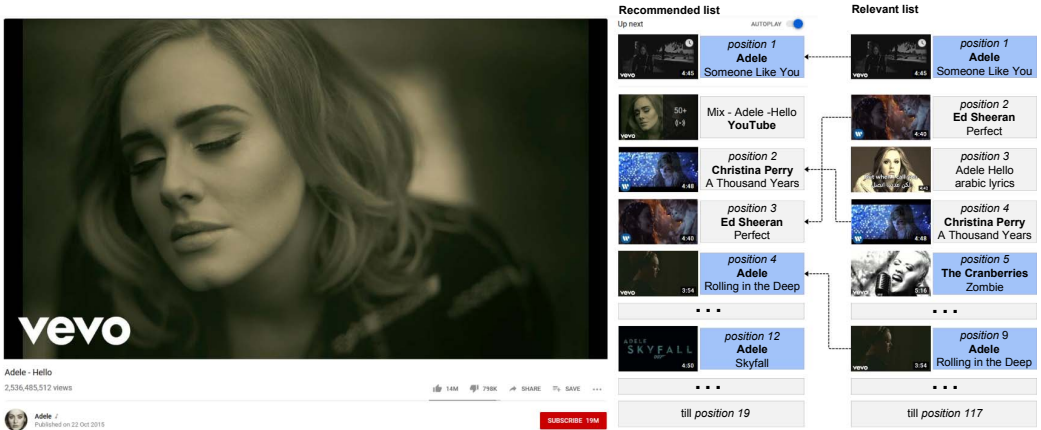 vevo
Adele - Hello
2,536,485,512 views
14M
798K
SHARE
SAVE
Adele
Published on 22 Oct 2015
SUBSCRIBE 19M
Recommended list
Up next
AUTOPLAY
vevo
4:45
position 1
Adele
Someone Like You
50+
vevo
Mix - Adele -Hello
YouTube
4:48
position 2
Christina Perry
A Thousand Years
4:40
position 3
Ed Sheeran
Perfect
vevo
3:54
position 4
Adele
Rolling in the Deep
. . .
ADELE
SKYFALL
4:50
position 12
Adele
Skyfall
. . .
till position 19
Relevant list
vevo
4:45
position 1
Adele
Someone Like You
4:40
position 2
Ed Sheeran
Perfect
position 3
Adele Hello
arabic lyrics
4:48
position 4
Christina Perry
A Thousand Years
vevo
5:16
position 5
The Cranberries
Zombie
. . .
vevo
3:54
position 9
Adele
Rolling in the Deep
. . .
till position 117